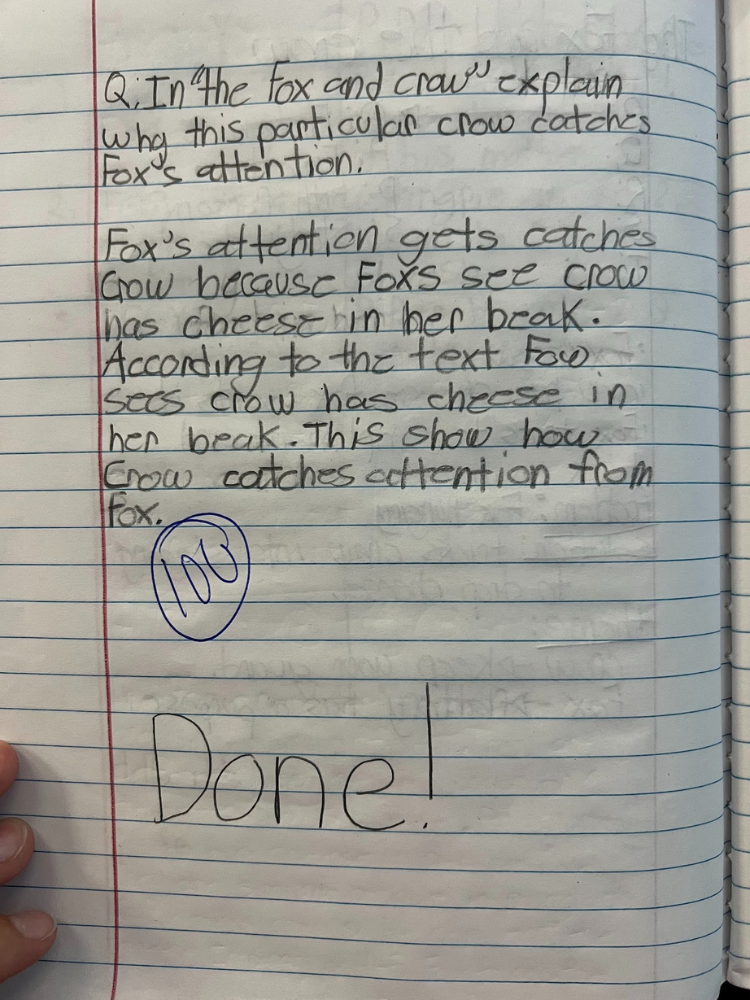 Q. In "the Fox and crow" explain
why this particular crow catches
Fox's attention.
Fox's attention gets catches
Crow because Foxs see crow
has cheese in her beak.
According to the text Fow
sees crow has cheese in
her beak. This show how
Crow catches attention from
fox.
100
Done!